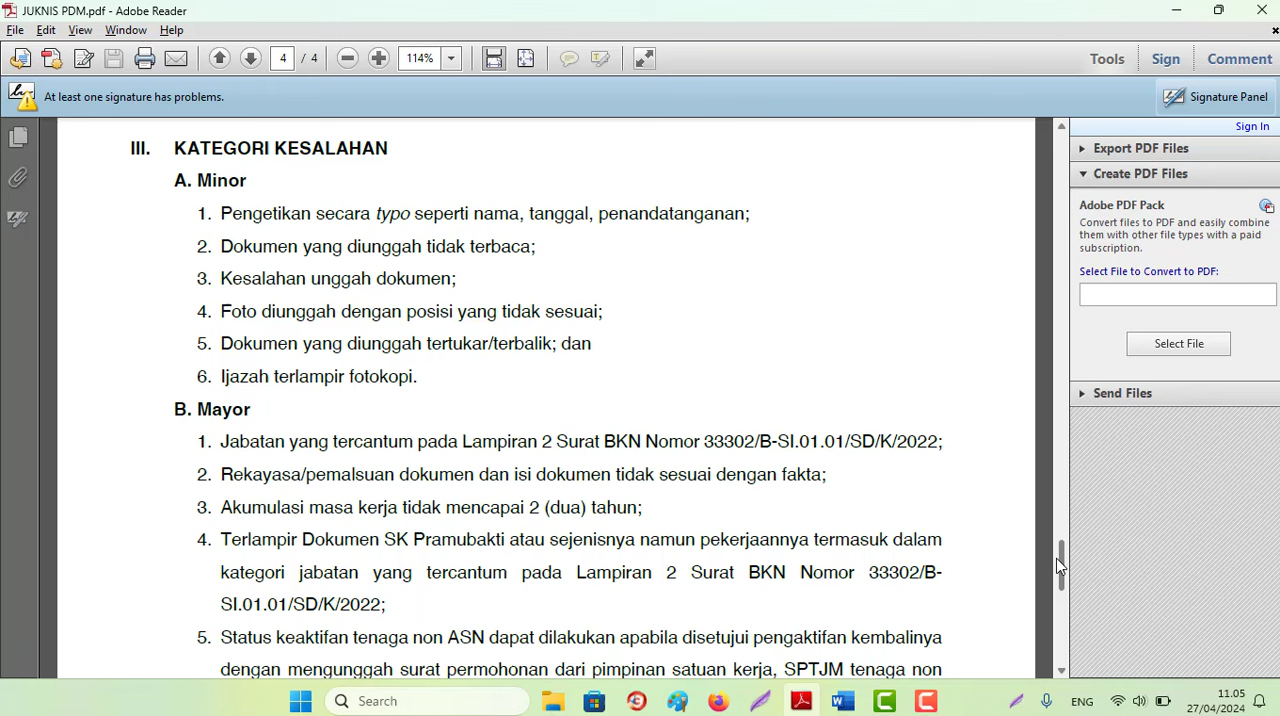 JUKNIS PDM.pdf - Adobe Reader
File Edit View Window Help
4 / 4 114% Tools Sign Comment
At least one signature has problems. Signature Panel
Sign In
Export PDF Files
Create PDF Files
Adobe PDF Pack
Convert files to PDF and easily combine
them with other file types with a paid
subscription.
Select File to Convert to PDF:
Select File
Send Files
III. KATEGORI KESALAHAN
A. Minor
1. Pengetikan secara typo seperti nama, tanggal, penandatanganan;
2. Dokumen yang diunggah tidak terbaca;
3. Kesalahan unggah dokumen;
4. Foto diunggah dengan posisi yang tidak sesuai;
5. Dokumen yang diunggah tertukar/terbalik; dan
6. Ijazah terlampir fotokopi.
B. Mayor
1. Jabatan yang tercantum pada Lampiran 2 Surat BKN Nomor 33302/B-SI.01.01/SD/K/2022;
2. Rekayasa/pemalsuan dokumen dan isi dokumen tidak sesuai dengan fakta;
3. Akumulasi masa kerja tidak mencapai 2 (dua) tahun;
4. Terlampir Dokumen SK Pramubakti atau sejenisnya namun pekerjaannya termasuk dalam
kategori jabatan yang tercantum pada Lampiran 2 Surat BKN Nomor 33302/B-
SI.01.01/SD/K/2022;
5. Status keaktifan tenaga non ASN dapat dilakukan apabila disetujui pengaktifan kembalinya
dengan mengunggah surat permohonan dari pimpinan satuan kerja, SPTJM tenaga non
Search
ENG
11.05
27/04/2024